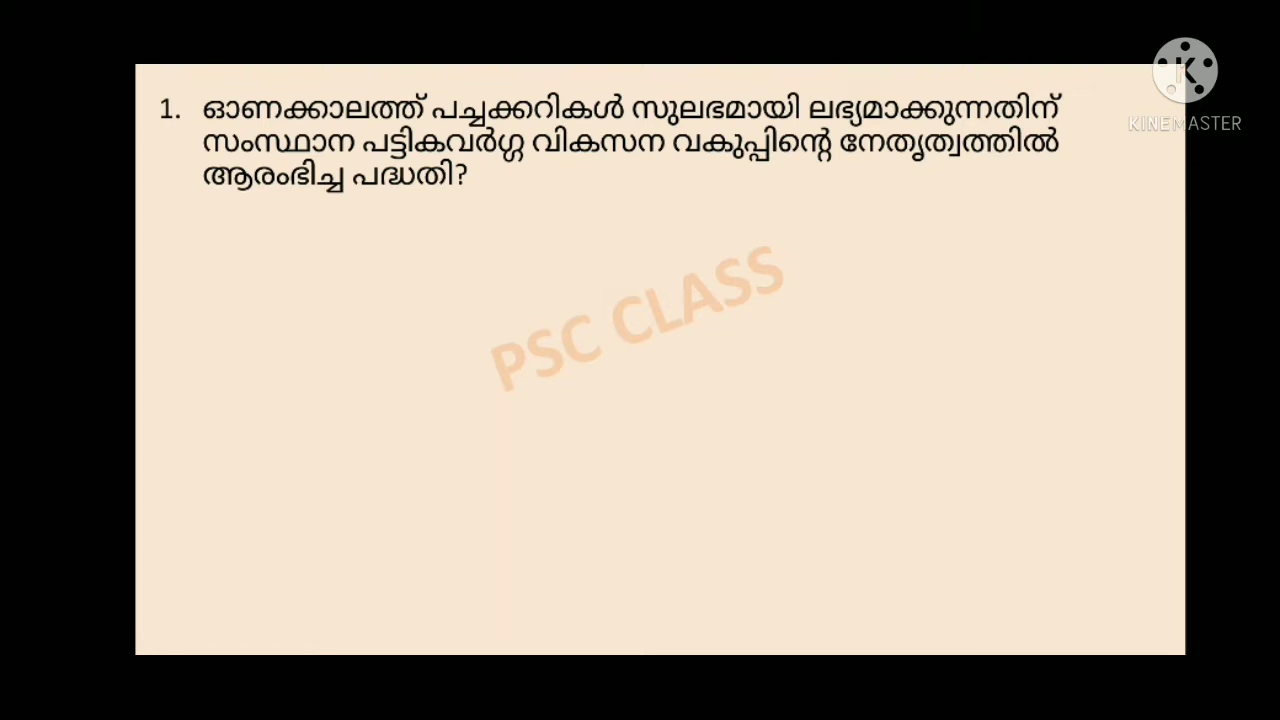 1. ഓണക്കാലത്ത് പച്ചക്കറികൾ സുലഭമായി ലഭ്യമാക്കുന്നതിന്
സംസ്ഥാന പട്ടികവർഗ്ഗ വികസന വകുപ്പിന്റെ നേതൃത്വത്തിൽ
ആരംഭിച്ച പദ്ധതി?
PSC CLASS
KINEMASTER